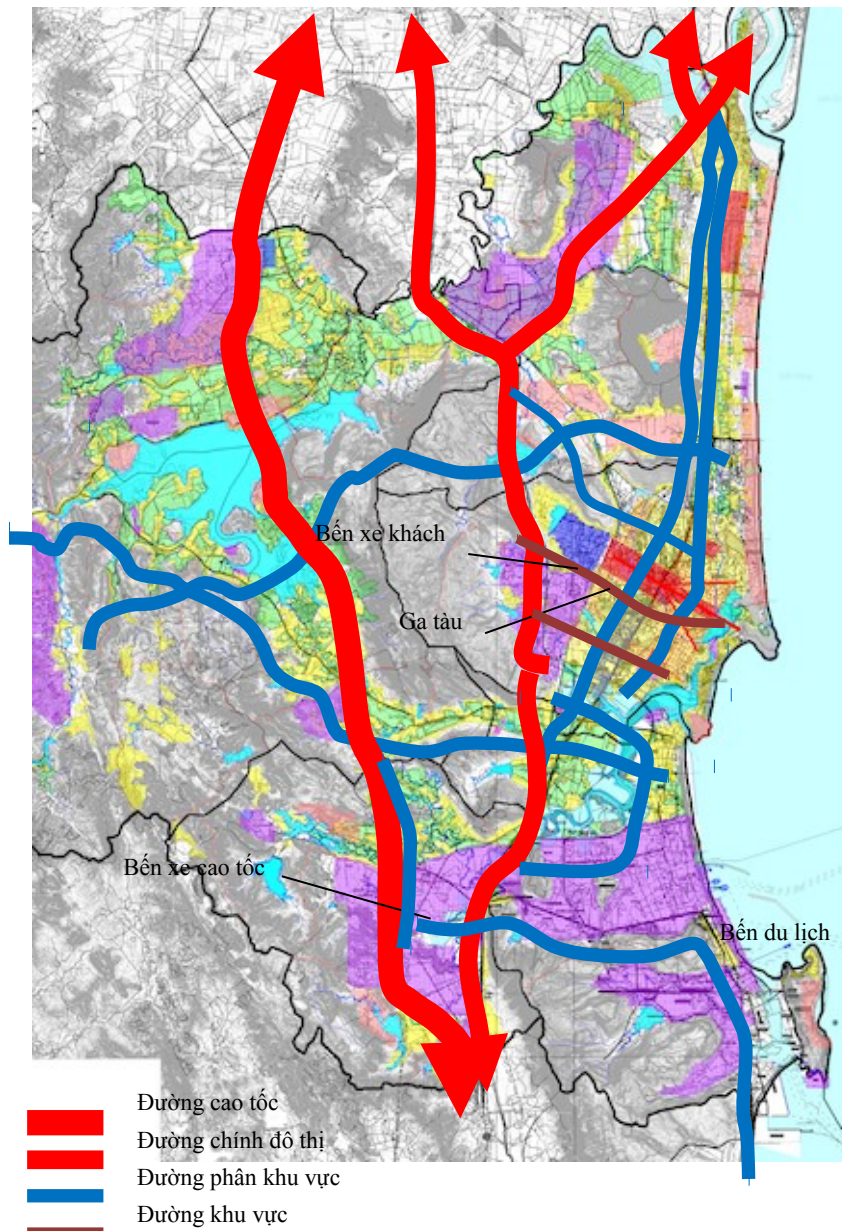 Bến xe khách
Ga tàu
Bến xe cao tốc
Bến du lịch
Đường cao tốc
Đường chính đô thị
Đường phân khu vực
Đường khu vực